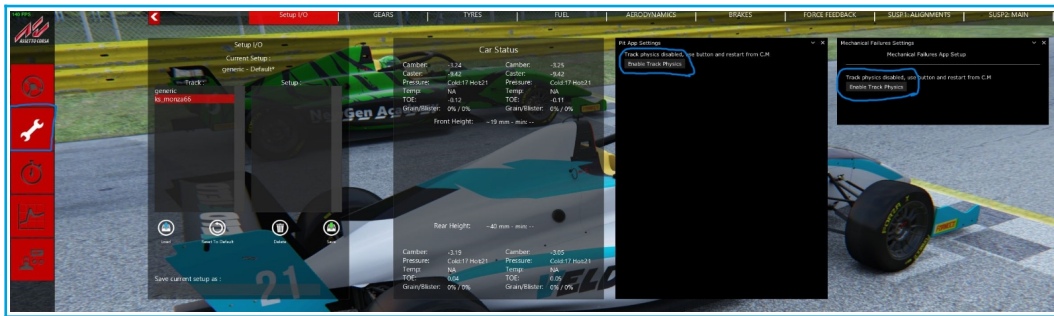 146 FPS
ASSETTO CORSA
Setup I/O
GEARS
TYRES
FUEL
AERODYNAMICS
BRAKES
FORCE FEEDBACK
SUSP1: ALIGNMENTS
SUSP2: MAIN
Setup I/O
Current Setup :
generic - Default*
Track :
Setup :
generic
ks_monza66
Load
Reset To Default
Delete
Save
Save current setup as :
Car Status
Camber: -3.24 Camber: -3.25
Caster: -9.42 Caster: -9.42
Pressure: Cold:17 Hot:21 Pressure: Cold:17 Hot:21
Temp: NA Temp: NA
TOE: -0.12 TOE: -0.11
Grain/Blister: 0% / 0% Grain/Blister: 0% / 0%
Front Height: ~19 mm - min: --
Rear Height: ~40 mm - min: --
Camber: -3.19 Camber: -3.05
Pressure: Cold:17 Hot:21 Pressure: Cold:17 Hot:21
Temp: NA Temp: NA
TOE: 0.04 TOE: 0.05
Grain/Blister: 0% / 0% Grain/Blister: 0% / 0%
Pit App Settings
Track physics disabled, use button and restart from C.M
Enable Track Physics
Mechanical Failures Settings
Mechanical Failures App Setup
Track physics disabled, use button and restart from C.M
Enable Track Physics
21